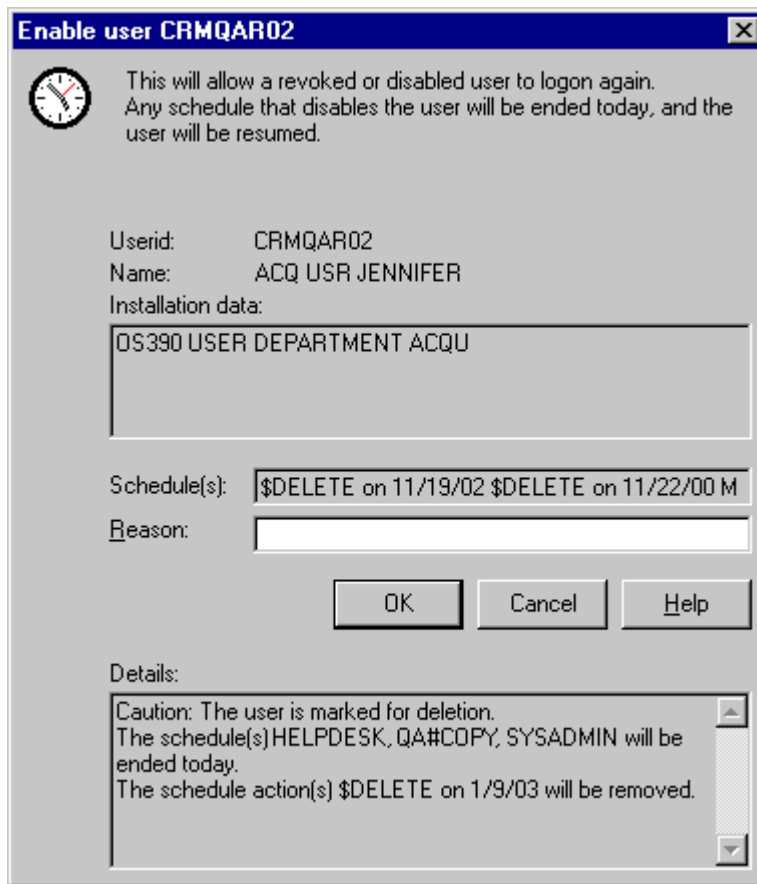 Enable user CRMQAR02
This will allow a revoked or disabled user to logon again.
Any schedule that disables the user will be ended today, and the
user will be resumed.
Userid: CRMQAR02
Name: ACQ USR JENNIFER
Installation data:
OS390 USER DEPARTMENT ACQU
Schedule(s): $DELETE on 11/19/02 $DELETE on 11/22/00 M
Reason:
OK Cancel Help
Details:
Caution: The user is marked for deletion.
The schedule(s) HELPDESK, QA#COPY, SYSADMIN will be
ended today.
The schedule action(s) $DELETE on 1/9/03 will be removed.